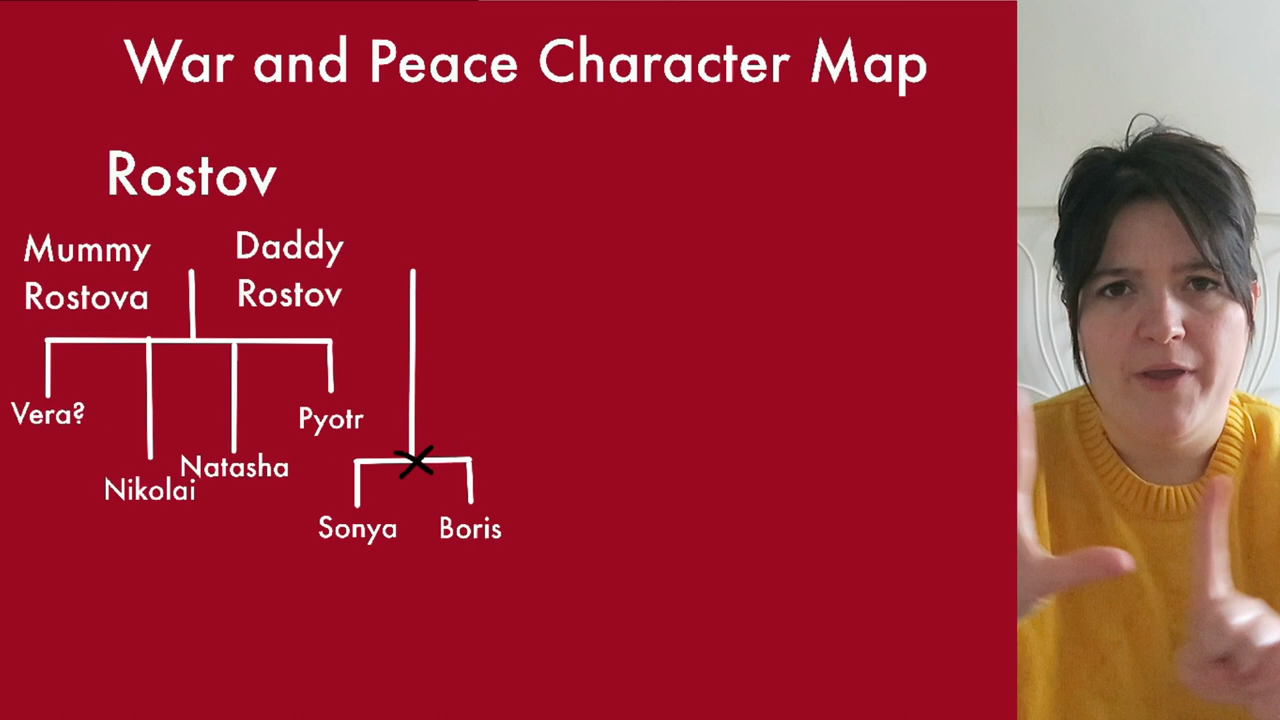 War and Peace Character Map
Rostov
Mummy Rostova
Daddy Rostov
Vera?
Nikolai
Natasha
Pyotr
Sonya
Boris